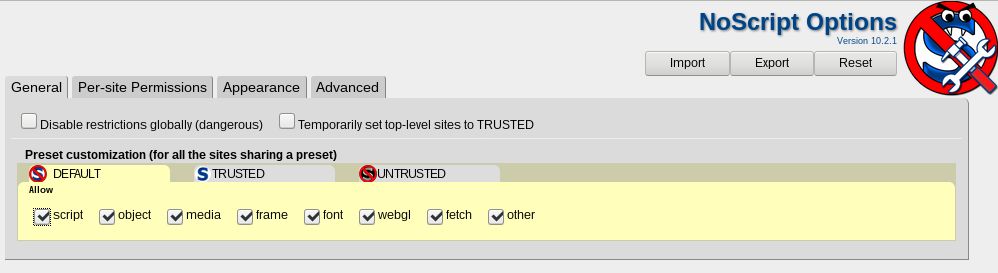 NoScript Options
Version 10.2.1
Import Export Reset
General Per-site Permissions Appearance Advanced
Disable restrictions globally (dangerous) Temporarily set top-level sites to TRUSTED
Preset customization (for all the sites sharing a preset)
DEFAULT TRUSTED UNTRUSTED
Allow
script object media frame font webgl fetch other